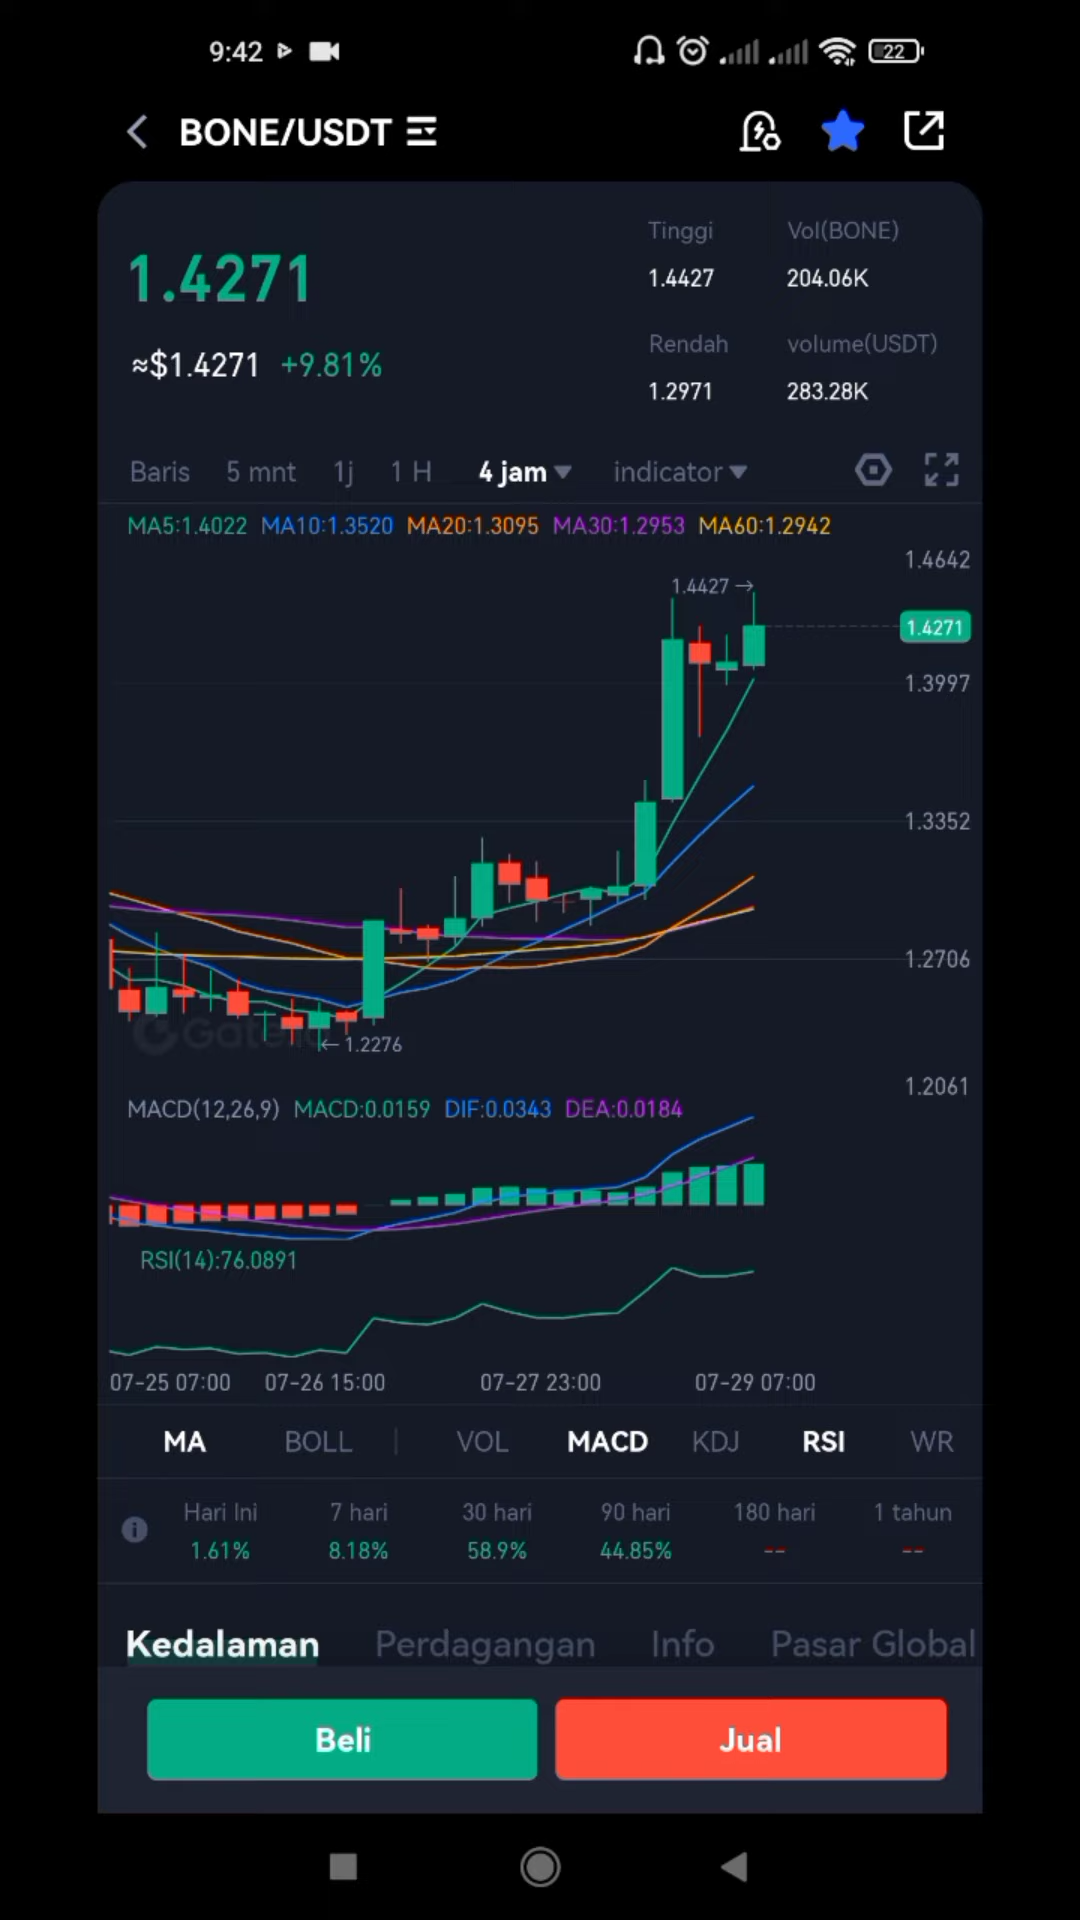 9:42
22
BONE/USDT
1.4271
≈$1.4271 +9.81%
Tinggi Vol(BONE)
1.4427 204.06K
Rendah volume(USDT)
1.2971 283.28K
Baris 5 mnt 1j 1 H 4 jam indicator
MA5:1.4022 MA10:1.3520 MA20:1.3095 MA30:1.2953 MA60:1.2942
1.4642
1.4427→
1.4271
1.3997
1.3352
1.2706
Gate.io
←1.2276
1.2061
MACD(12,26,9) MACD:0.0159 DIF:0.0343 DEA:0.0184
RSI(14):76.0891
07-25 07:00 07-26 15:00 07-27 23:00 07-29 07:00
MA BOLL | VOL MACD KDJ RSI WR
Hari Ini 7 hari 30 hari 90 hari 180 hari 1 tahun
1.61% 8.18% 58.9% 44.85% -- --
Kedalaman Perdagangan Info Pasar Global
Beli Jual